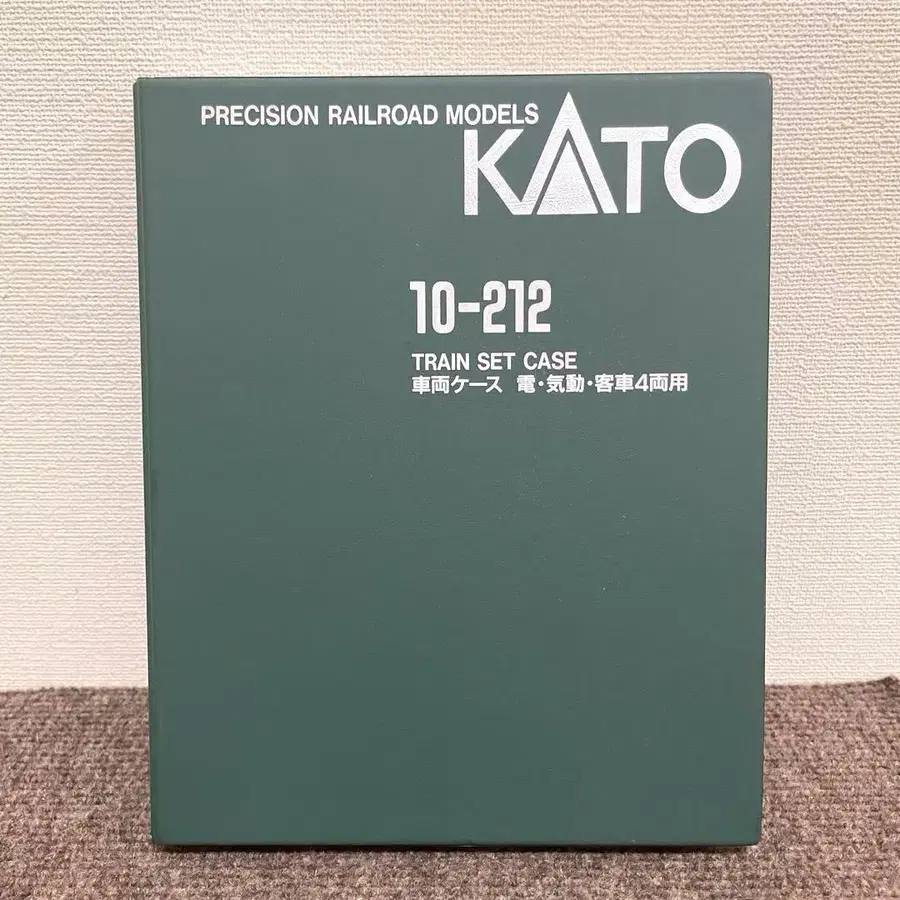 PRECISION RAILROAD MODELS
KATO
10-212
TRAIN SET CASE
車両ケース 電・気動・客車4両用